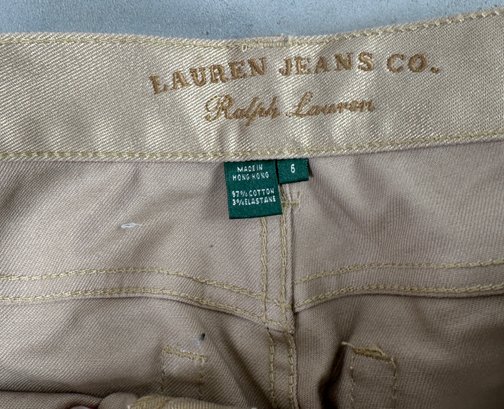 LAUREN JEANS CO.
Ralph Lauren
MADE IN
HONG KONG
6
97% COTTON
3% ELASTANE